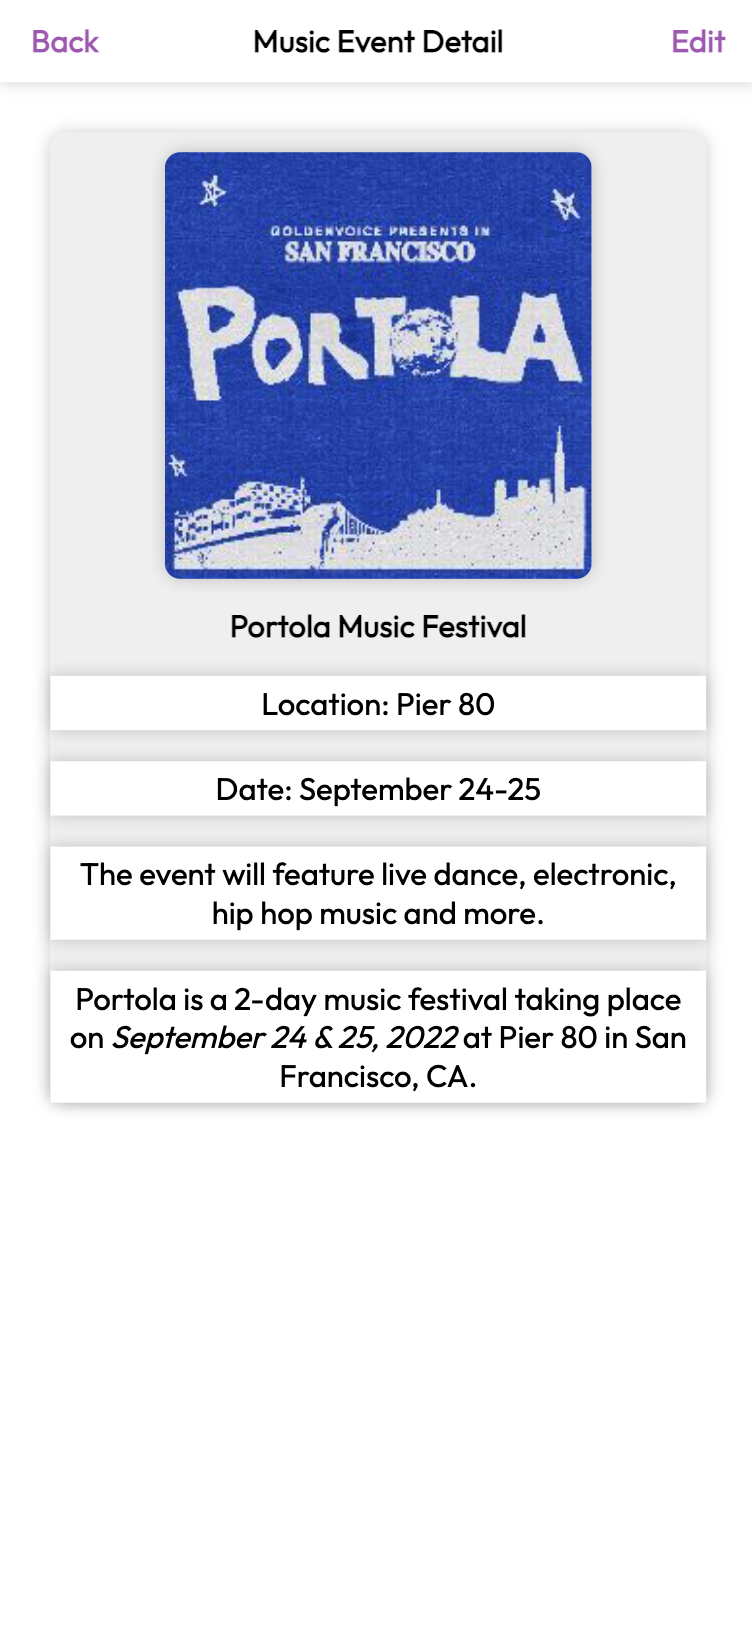 Back Music Event Detail Edit
GOLDENVOICE PRESENTS IN
SAN FRANCISCO
PORTOLA
Portola Music Festival
Location: Pier 80
Date: September 24-25
The event will feature live dance, electronic,
hip hop music and more.
Portola is a 2-day music festival taking place
on September 24 & 25, 2022 at Pier 80 in San
Francisco, CA.